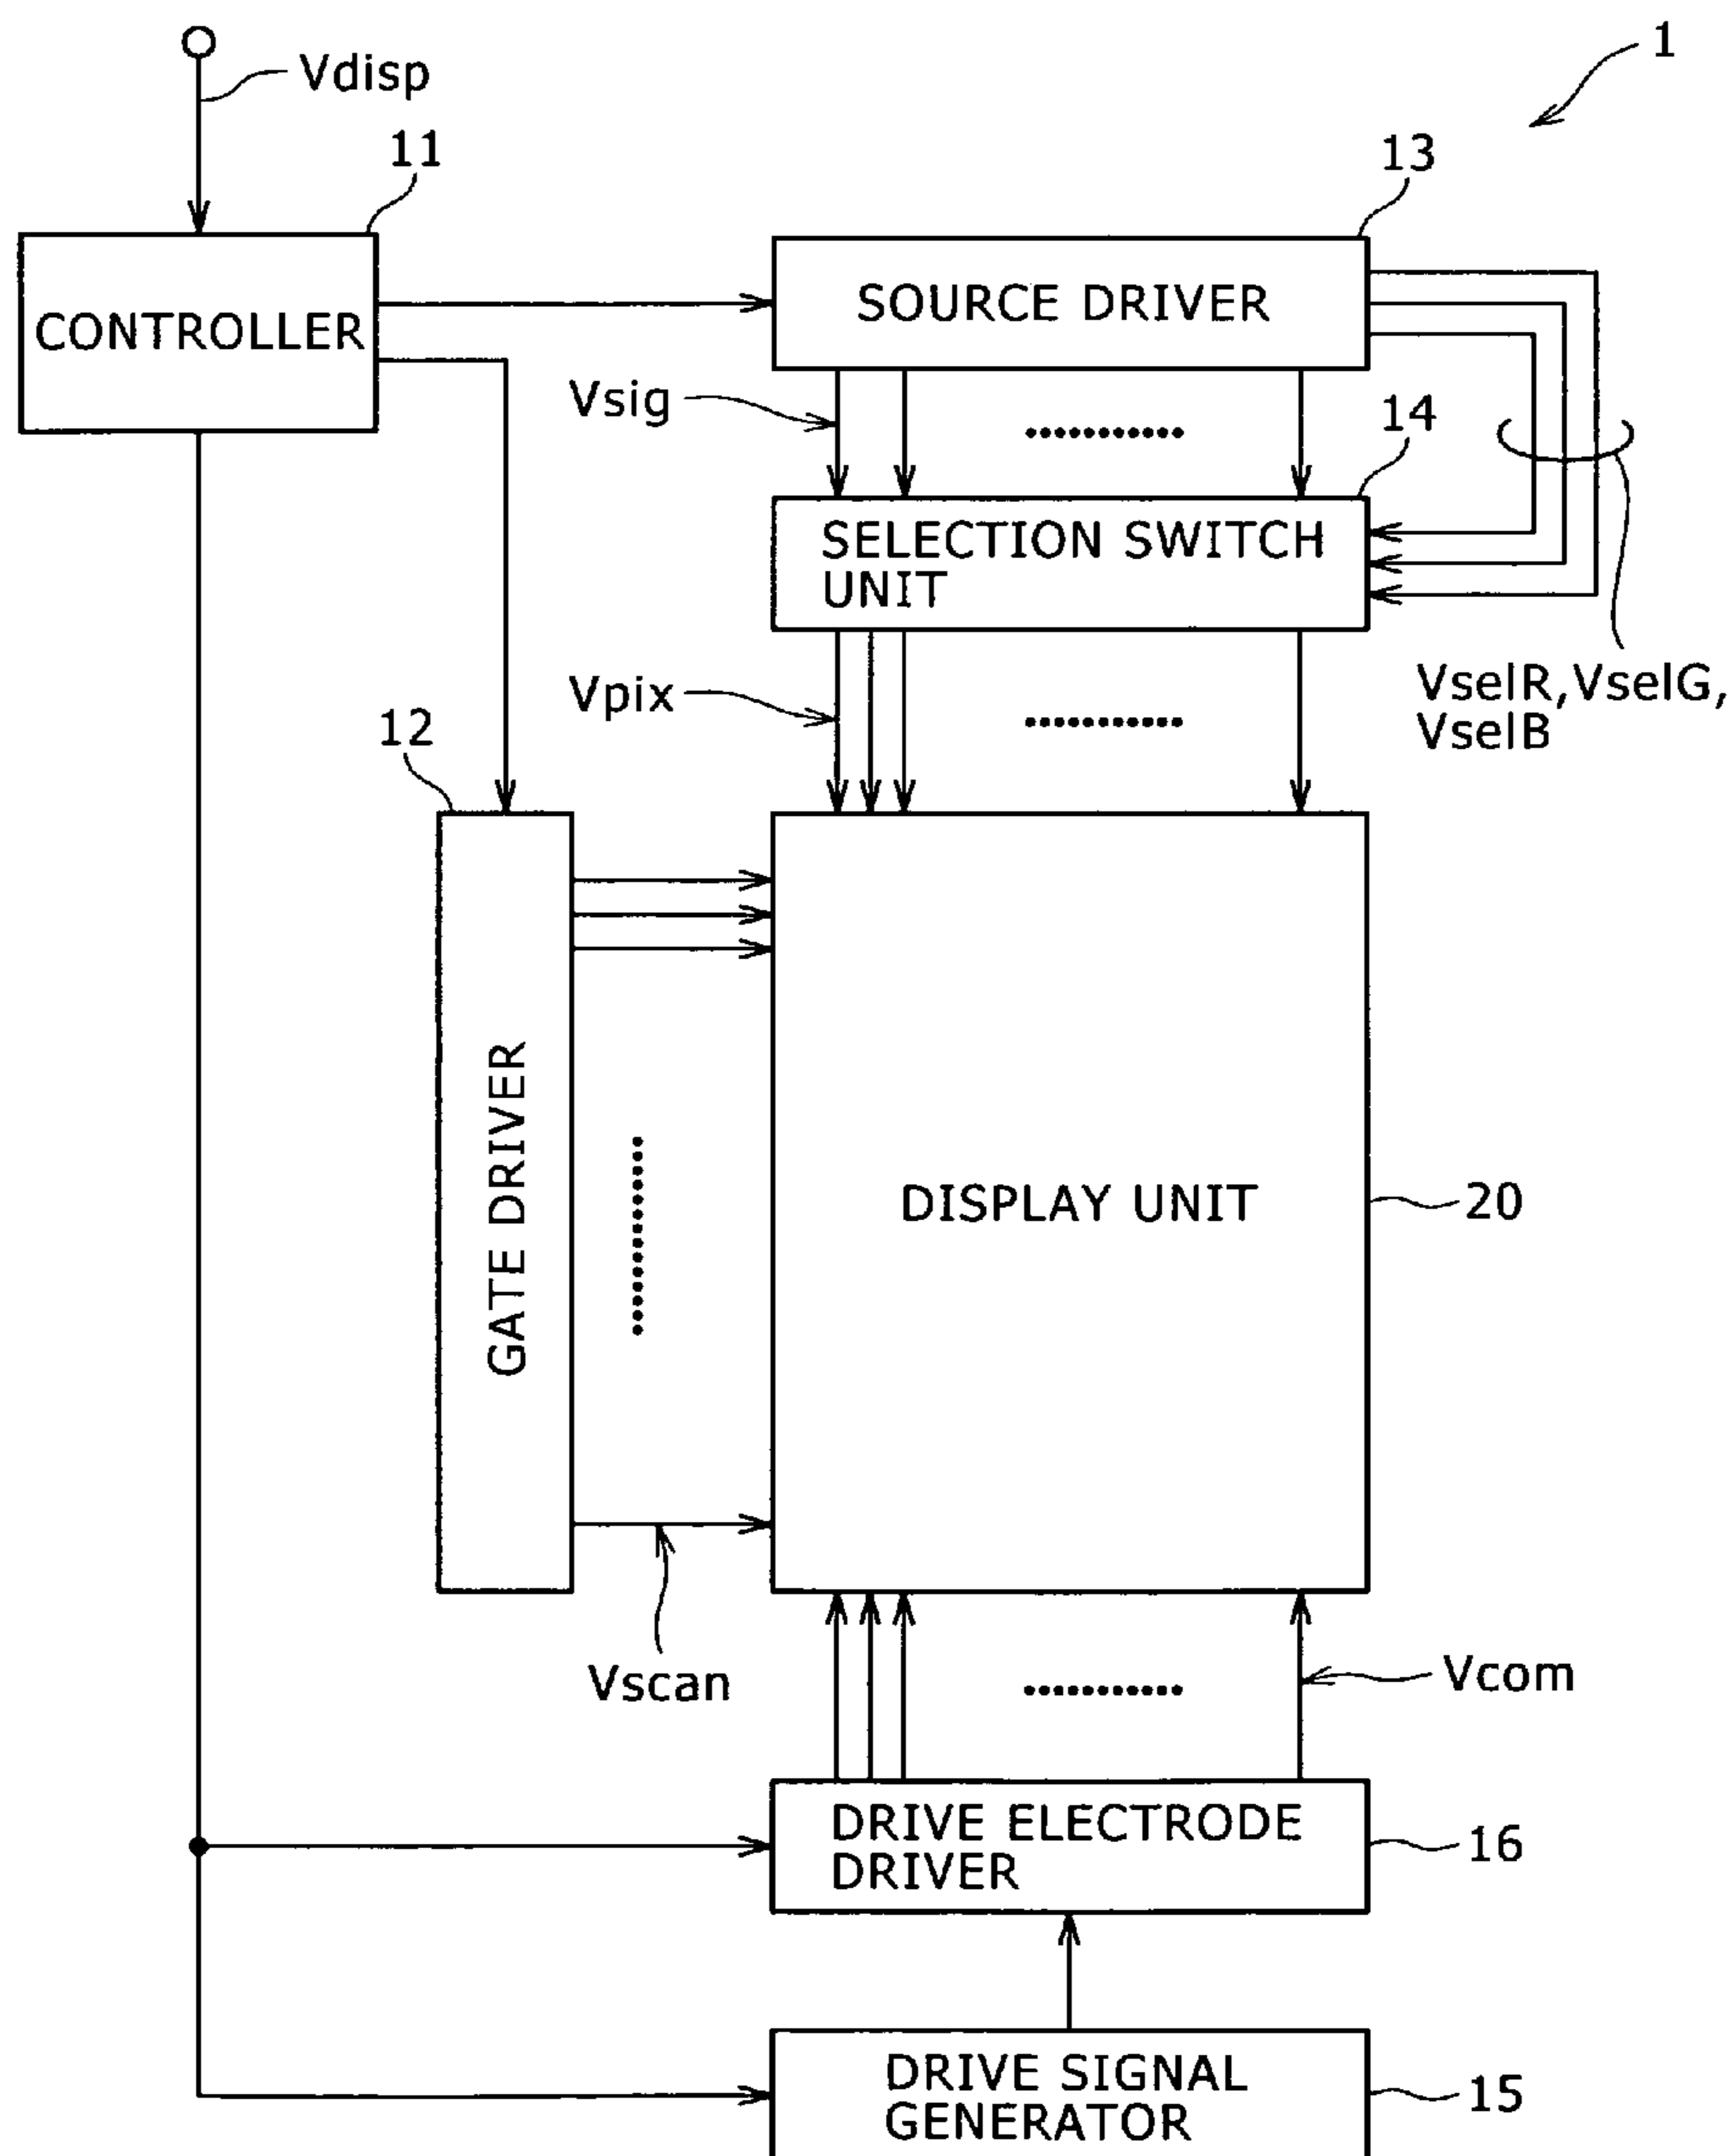 1
Vdisp
11
13
CONTROLLER
SOURCE DRIVER
Vsig
14
SELECTION SWITCH
UNIT
VselR, VselG,
VselB
Vpix
12
GATE DRIVER
DISPLAY UNIT
20
Vscan
Vcom
DRIVE ELECTRODE
DRIVER
16
DRIVE SIGNAL
GENERATOR
15